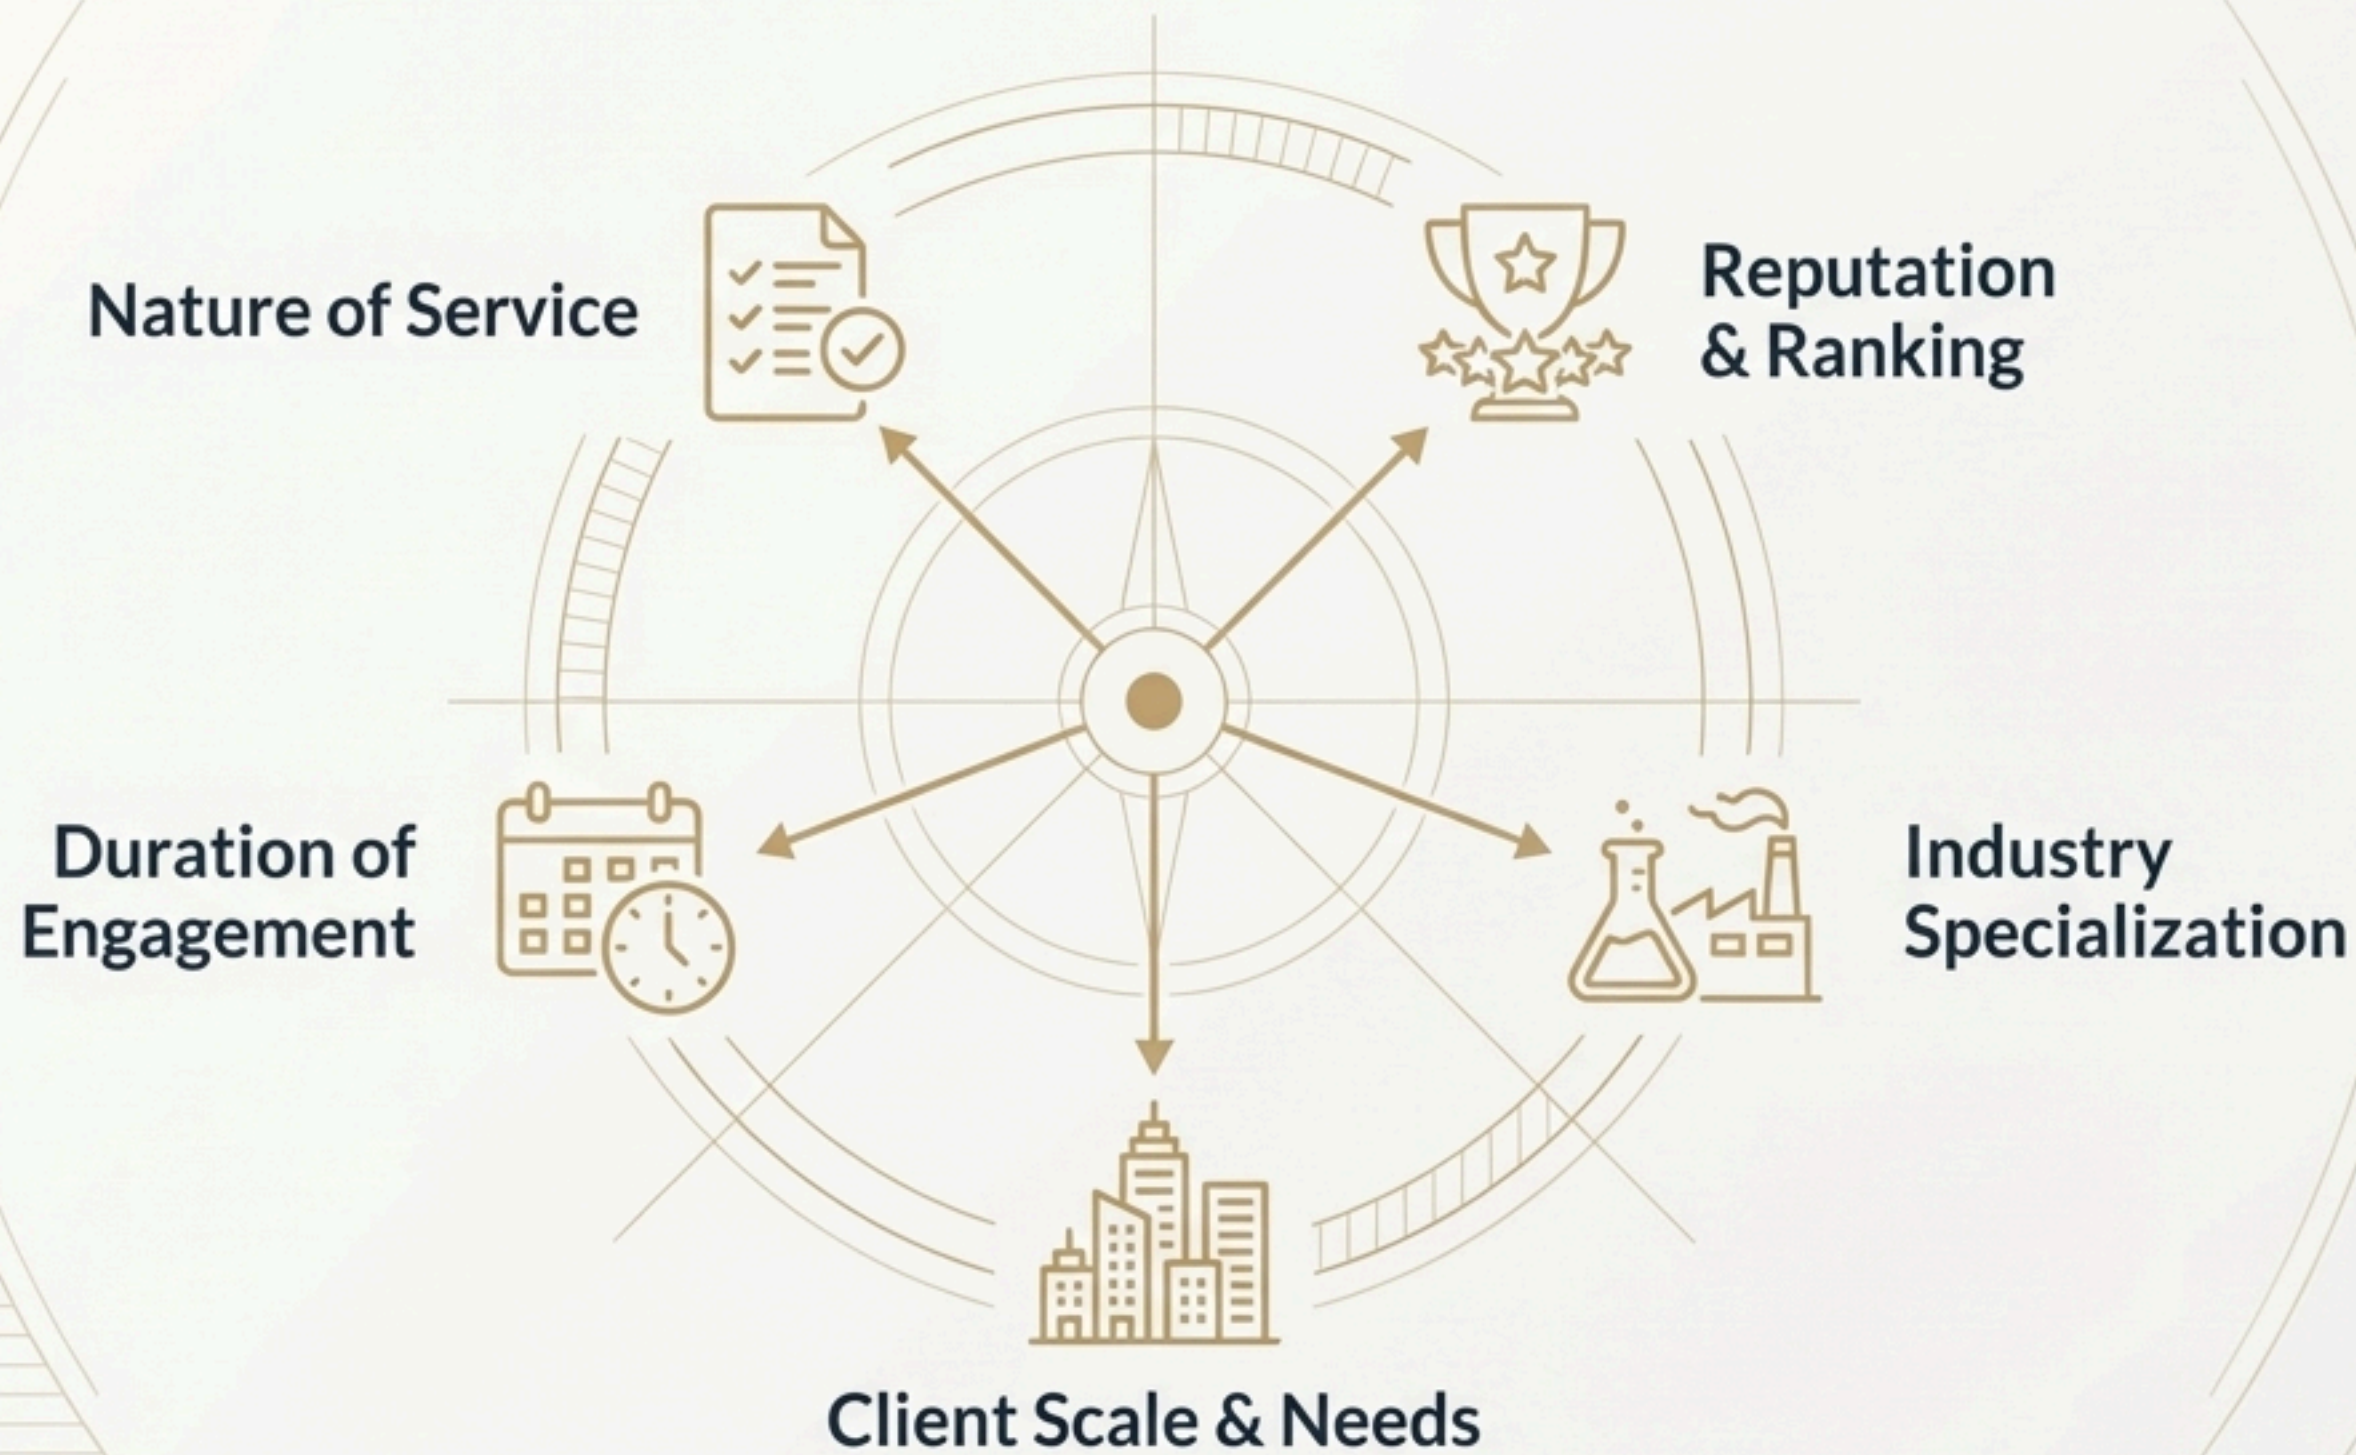 Nature of Service
Reputation
& Ranking
Duration of
Engagement
Industry
Specialization
Client Scale & Needs